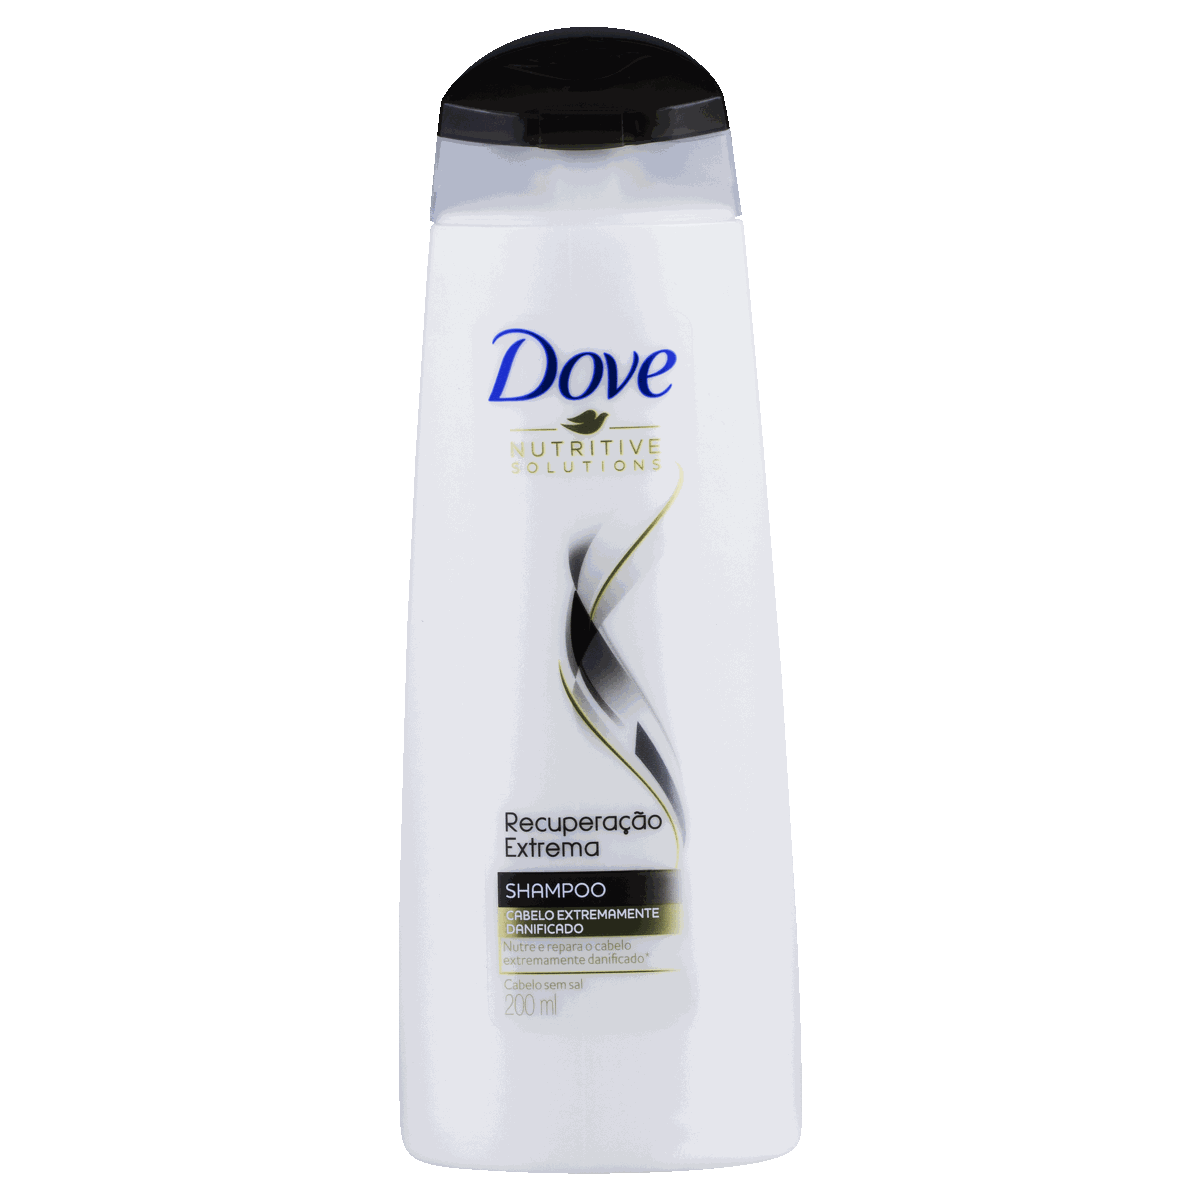 Dove
NUTRITIVE
SOLUTIONS
Recuperação
Extrema
SHAMPOO
CABELO EXTREMAMENTE
DANIFICADO
Nutre e repara o cabelo
extremamente danificado*
Cabelo sem sal
200 ml